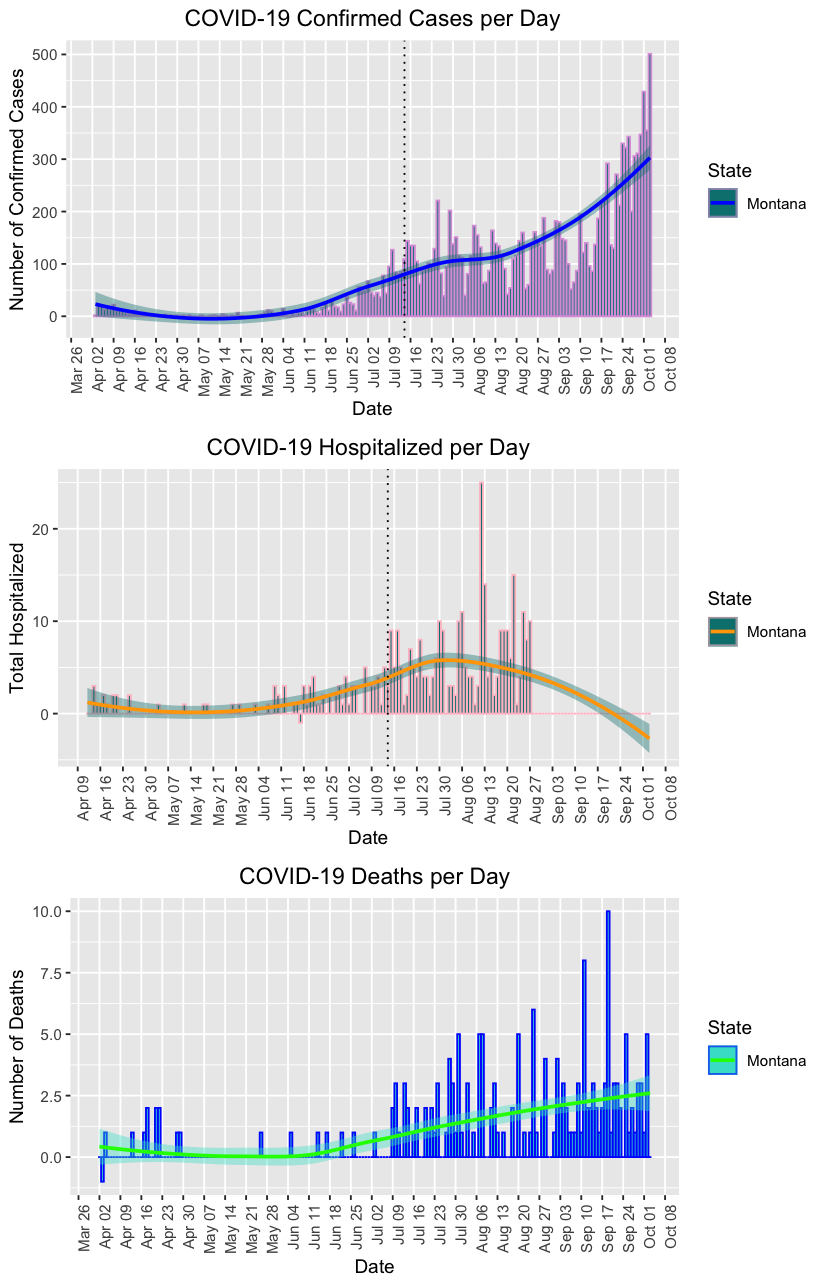 COVID-19 Confirmed Cases per Day
Number of Confirmed Cases
500
400
300
200
100
0
Mar 26
Apr 02
Apr 09
Apr 16
Apr 23
Apr 30
May 07
May 14
May 21
May 28
Jun 04
Jun 11
Jun 18
Jun 25
Jul 02
Jul 09
Jul 16
Jul 23
Jul 30
Aug 06
Aug 13
Aug 20
Aug 27
Sep 03
Sep 10
Sep 17
Sep 24
Oct 01
Oct 08
Date
State
Montana
COVID-19 Hospitalized per Day
Total Hospitalized
20
10
0
Apr 09
Apr 16
Apr 23
Apr 30
May 07
May 14
May 21
May 28
Jun 04
Jun 11
Jun 18
Jun 25
Jul 02
Jul 09
Jul 16
Jul 23
Jul 30
Aug 06
Aug 13
Aug 20
Aug 27
Sep 03
Sep 10
Sep 17
Sep 24
Oct 01
Oct 08
Date
State
Montana
COVID-19 Deaths per Day
Number of Deaths
10.0
7.5
5.0
2.5
0.0
Mar 26
Apr 02
Apr 09
Apr 16
Apr 23
Apr 30
May 07
May 14
May 21
May 28
Jun 04
Jun 11
Jun 18
Jun 25
Jul 02
Jul 09
Jul 16
Jul 23
Jul 30
Aug 06
Aug 13
Aug 20
Aug 27
Sep 03
Sep 10
Sep 17
Sep 24
Oct 01
Oct 08
Date
State
Montana